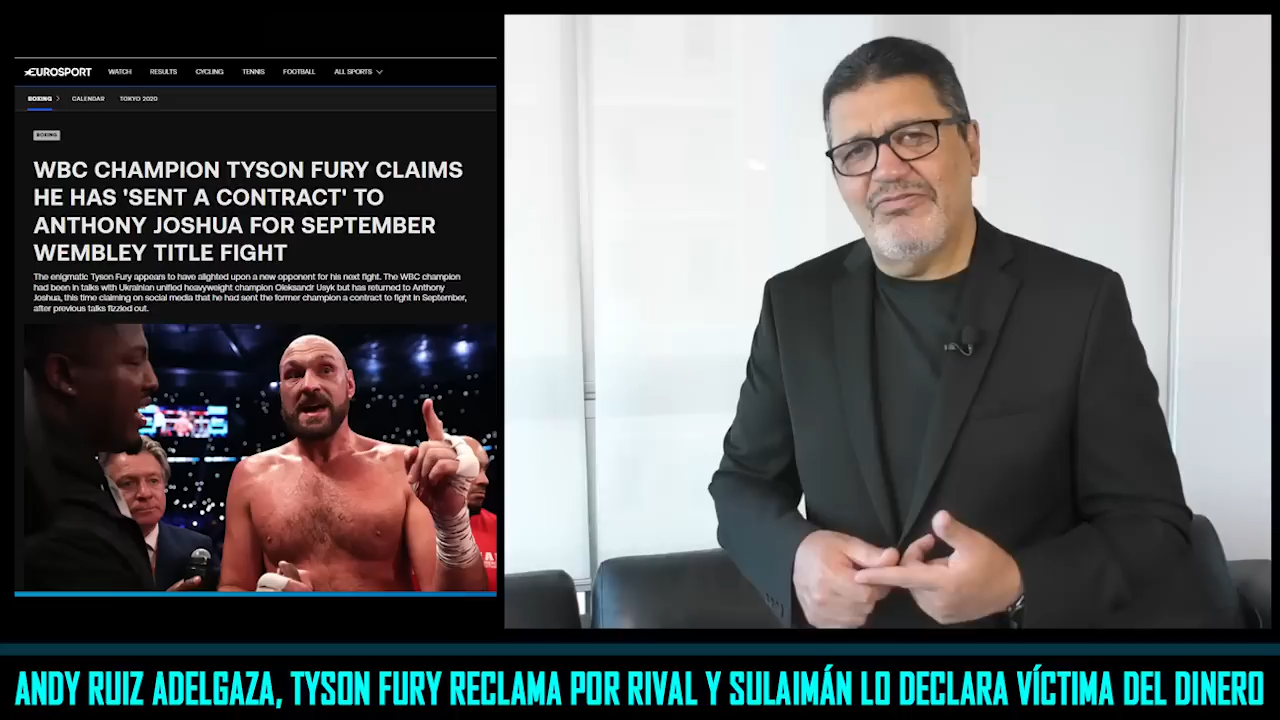 EUROSPORT WATCH RESULTS CYCLING TENNIS FOOTBALL ALL SPORTS
BOXING CALENDAR TOKYO 2020
BOXING
WBC CHAMPION TYSON FURY CLAIMS
HE HAS 'SENT A CONTRACT' TO
ANTHONY JOSHUA FOR SEPTEMBER
WEMBLEY TITLE FIGHT
The enigmatic Tyson Fury appears to have alighted upon a new opponent for his next fight. The WBC champion
had been in talks with Ukrainian unified heavyweight champion Oleksandr Usyk but has returned to Anthony
Joshua, this time claiming on social media that he had sent the former champion a contract to fight in September,
after previous talks fizzled out.
ANDY RUIZ ADELGAZA, TYSON FURY RECLAMA POR RIVAL Y SULAIMÁN LO DECLARA VÍCTIMA DEL DINERO